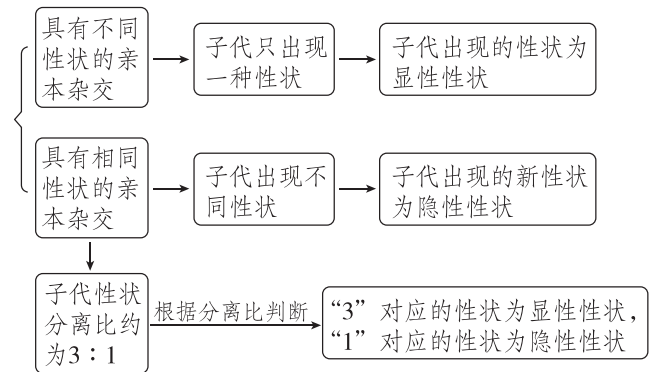 具有不同
性状的亲
本杂交
子代只出现
一种性状
子代出现的性状为
显性性状
具有相同
性状的亲
本杂交
子代出现不
同性状
子代出现的新性状
为隐性性状
子代性状
分离比约
为3∶1
根据分离比判断
“3”对应的性状为显性性状，
“1”对应的性状为隐性性状